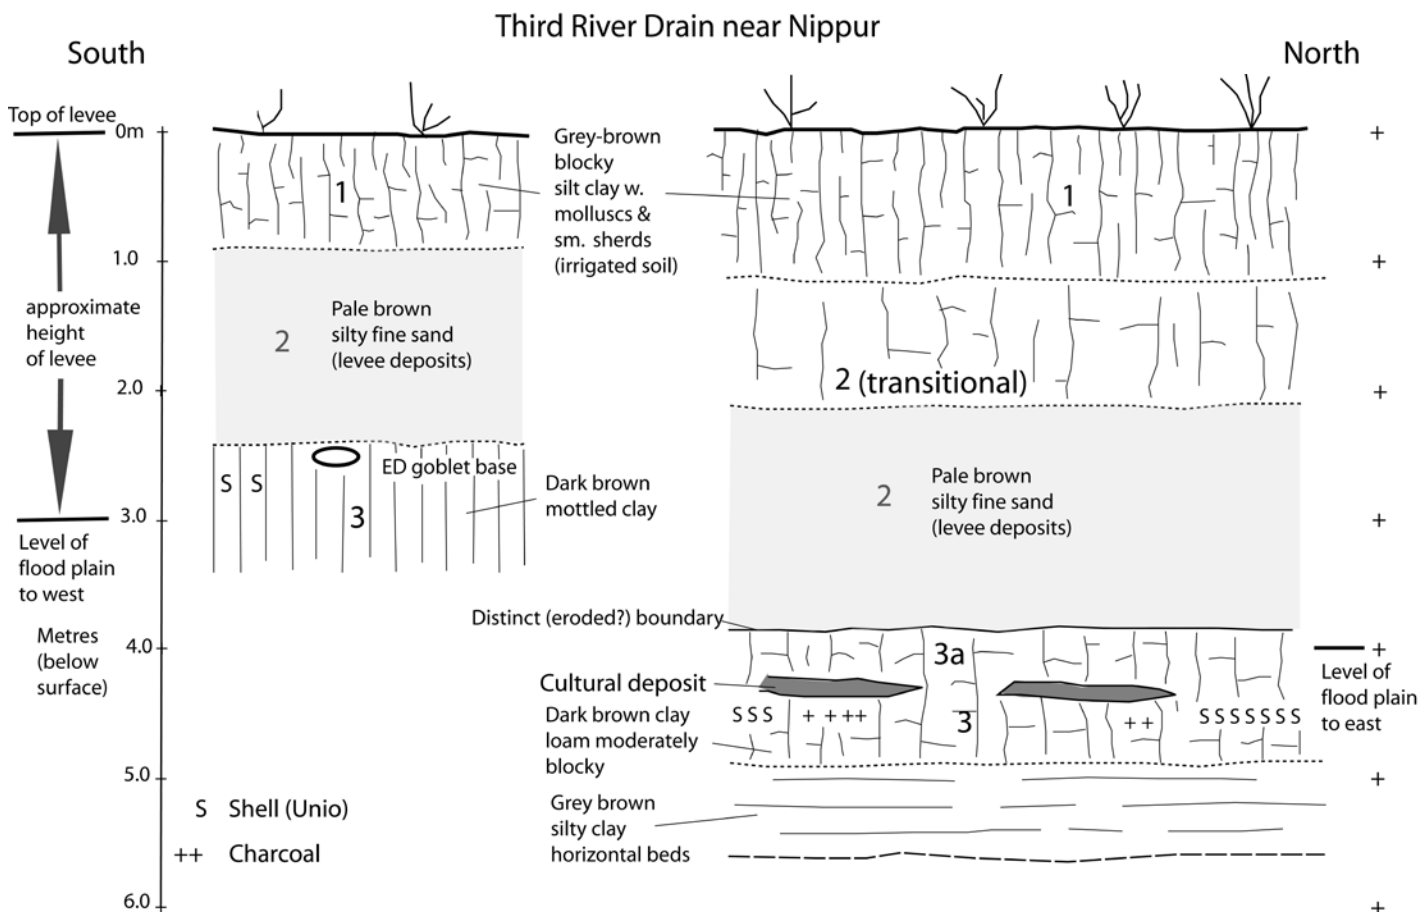 Third River Drain near Nippur
South
North
Top of levee
0m
1.0
2.0
3.0
4.0
5.0
6.0
approximate
height
of levee
Level of
flood plain
to west
Metres
(below
surface)
1
2
Pale brown
silty fine sand
(levee deposits)
S S
ED goblet base
3
Grey-brown
blocky
silt clay w.
molluscs &
sm. sherds
(irrigated soil)
Dark brown
mottled clay
1
2 (transitional)
2
Pale brown
silty fine sand
(levee deposits)
Distinct (eroded?) boundary
3a
Cultural deposit
S S S + + ++ 3 ++ S S S S S S S
Dark brown clay
loam moderately
blocky
Grey brown
silty clay
horizontal beds
Level of
flood plain
to east
S Shell (Unio)
++ Charcoal